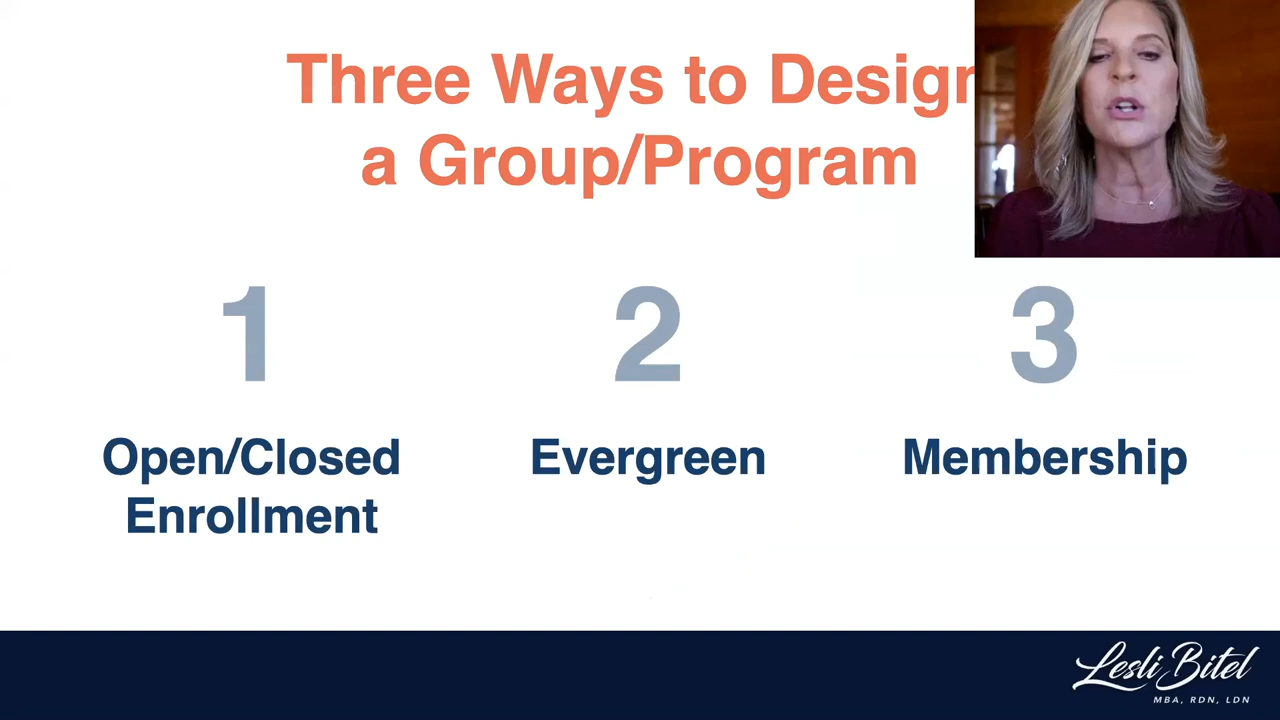 Three Ways to Design
a Group/Program
1
Open/Closed
Enrollment
2
Evergreen
3
Membership
Lesli Bitel
MBA, RDN, LDN